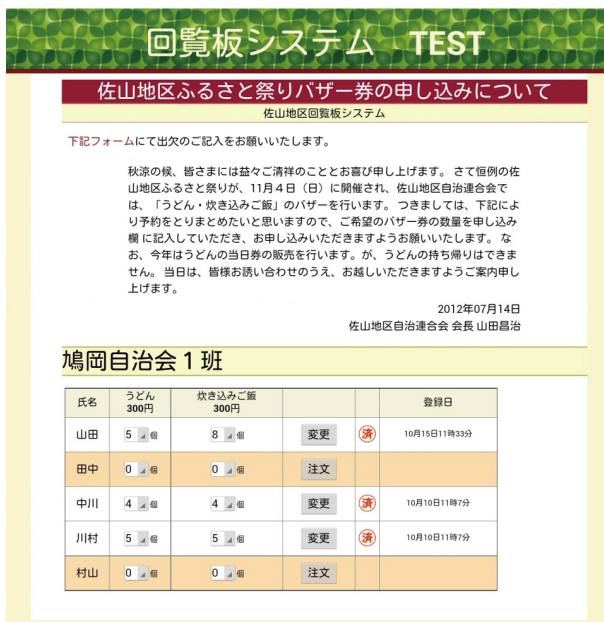 回覧板システム TEST
佐山地区ふるさと祭りバザー券の申し込みについて
佐山地区回覧板システム
下記フォームにて出欠のご記入をお願いいたします。
秋涼の候、皆さまには益々ご清祥のこととお喜び申し上げます。 さて恒例の佐
山地区ふるさと祭りが、11月４日（日）に開催され、佐山地区自治連合会で
は、「うどん・炊き込みご飯」のバザーを行います。 つきましては、下記によ
り予約をとりまとめたいと思いますので、ご希望のバザー券の数量を申し込み
欄 に記入していただき、お申し込みいただきますようお願いいたします。 な
お、今年はうどんの当日券の販売を行います。が、うどんの持ち帰りはできま
せん。 当日は、皆様お誘い合わせのうえ、お越しいただきますようご案内申し
上げます。
2012年07月14日
佐山地区自治連合会 会長 山田昌治
鳩岡自治会１班
氏名 うどん 300円 炊き込みご飯 300円 登録日
山田 5 個 8 個 変更 済 10月15日11時33分
田中 0 個 0 個 注文
中川 4 個 4 個 変更 済 10月10日11時7分
川村 5 個 5 個 変更 済 10月10日11時7分
村山 0 個 0 個 注文